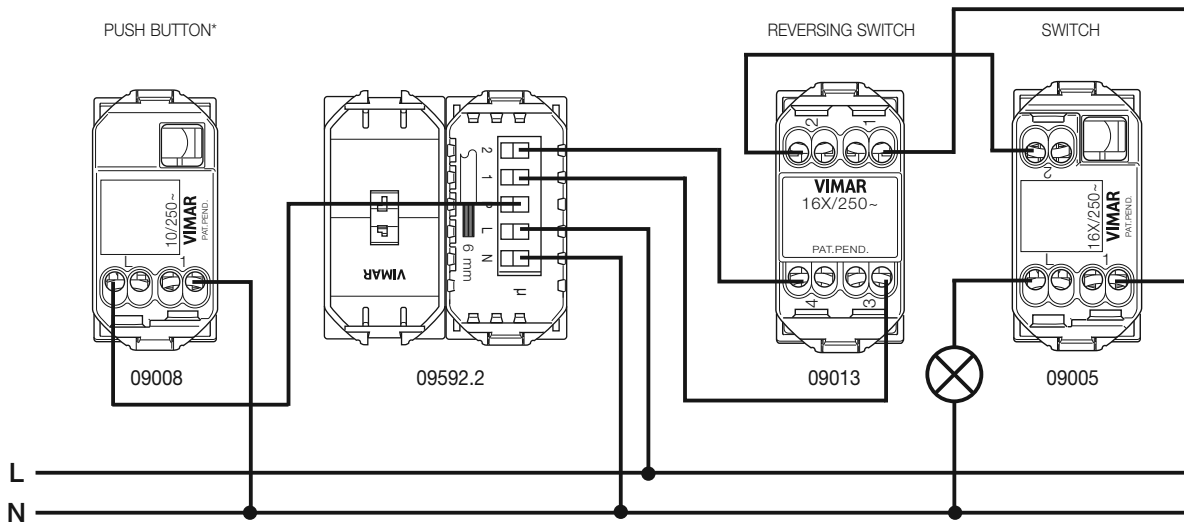 PUSH BUTTON*
REVERSING SWITCH
SWITCH
10/250~
VIMAR
PAT.PEND.
L
1
09008
VIMAR
2
1
P
L
N
6 mm
µ
09592.2
2
1
VIMAR
16X/250~
PAT.PEND.
4
3
09013
2
16X/250~
VIMAR
PAT.PEND.
L
1
09005
L
N